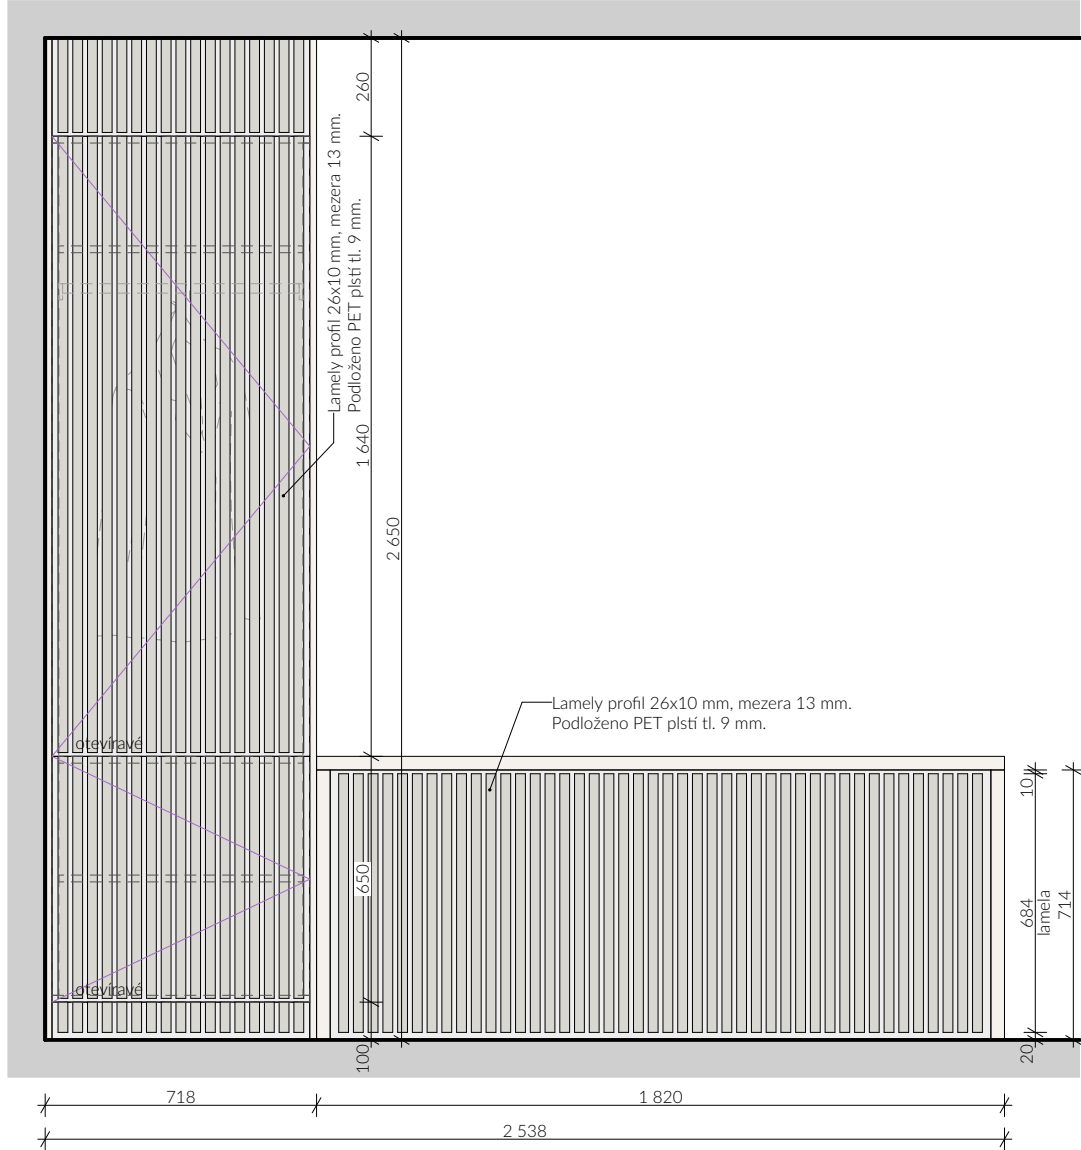 260
Lamely profil 26x10 mm, mezera 13 mm.
Podloženo PET plstí tl. 9 mm.
1 640
2 650
Lamely profil 26x10 mm, mezera 13 mm.
Podloženo PET plstí tl. 9 mm.
otevíravé
10
650
684
lamela
714
otevíravé
100
20
718
1 820
2 538